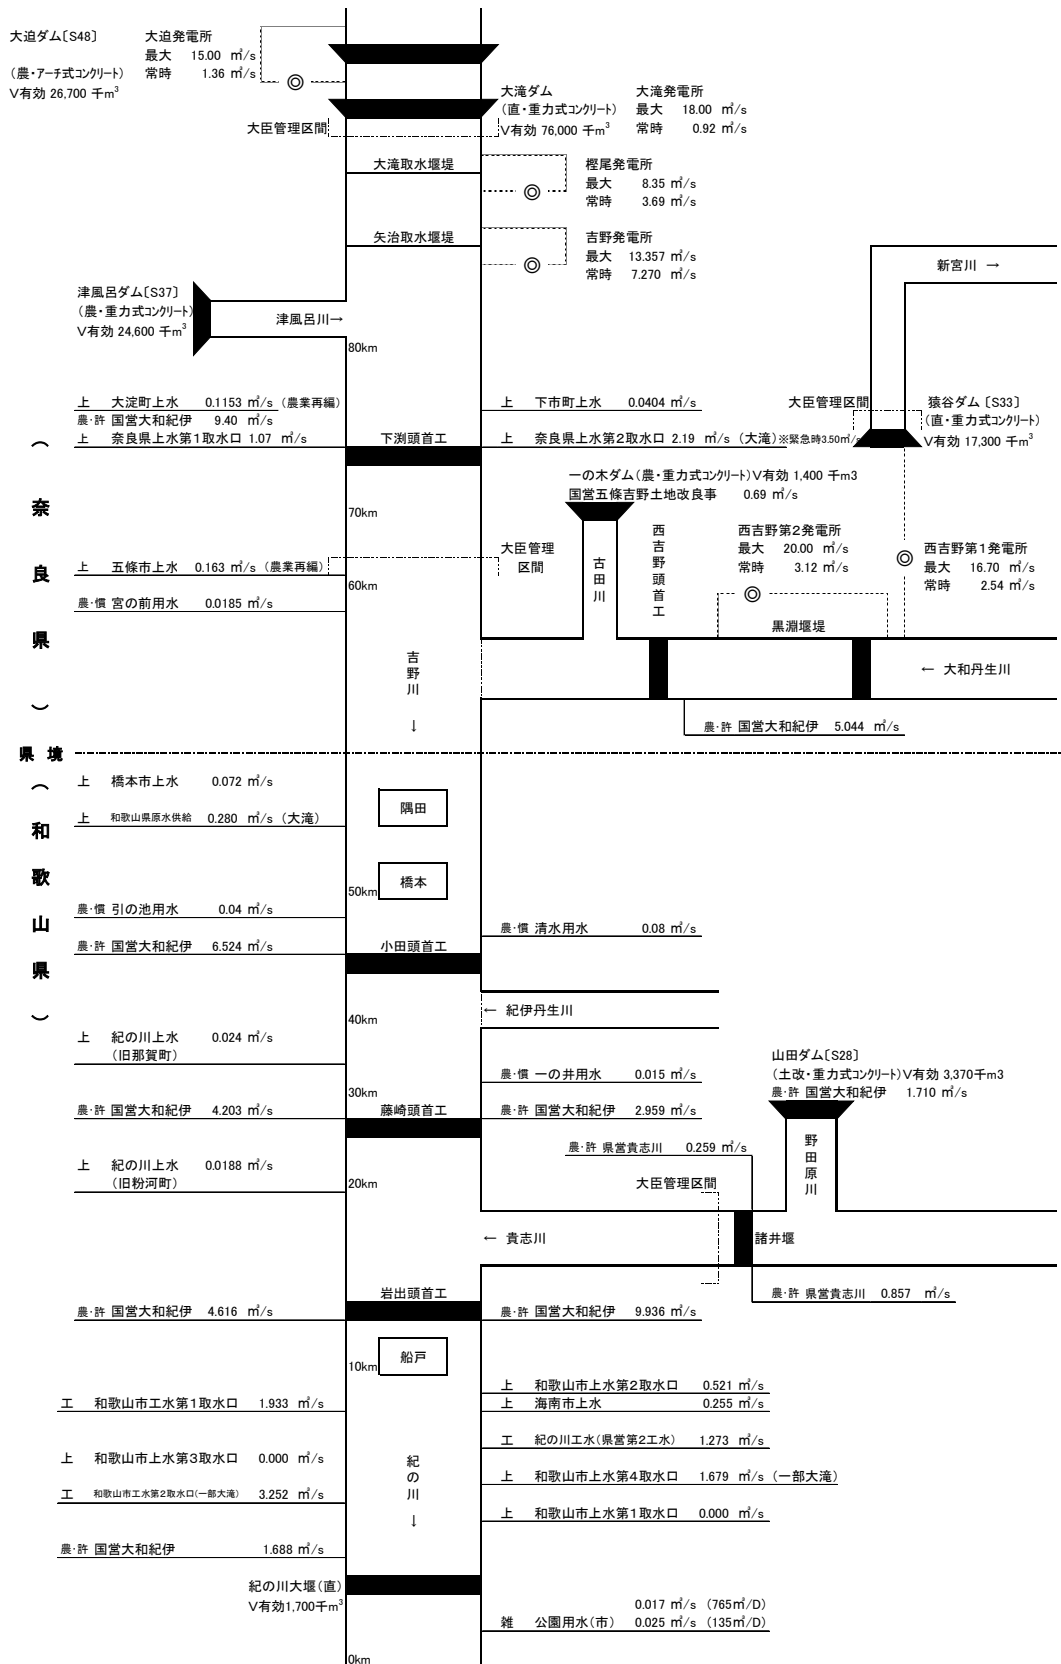 大迫ダム〔S48〕
(農・アーチ式コンクリート)
V有効 26,700 千m³
大迫発電所
最大 15.00 ㎥/s
常時 1.36 ㎥/s
◎
大滝ダム
(直・重力式コンクリート)
V有効 76,000 千m³
大滝発電所
最大 18.00 ㎥/s
常時 0.92 ㎥/s
大臣管理区間
大滝取水堰堤
樫尾発電所
最大 8.35 ㎥/s
常時 3.69 ㎥/s
◎
矢治取水堰堤
吉野発電所
最大 13.357 ㎥/s
常時 7.270 ㎥/s
◎
新宮川 →
津風呂ダム〔S37〕
(農・重力式コンクリート)
V有効 24,600 千m³
津風呂川→
80km
上 大淀町上水 0.1153 ㎥/s (農業再編)
農・許 国営大和紀伊 9.40 ㎥/s
上 奈良県上水第1取水口 1.07 ㎥/s
下渕頭首工
上 下市町上水 0.0404 ㎥/s
上 奈良県上水第2取水口 2.19 ㎥/s (大滝) ※緊急時3.50㎥/s
大臣管理区間
猿谷ダム 〔S33〕
(直・重力式コンクリート)
V有効 17,300 千m³
一の木ダム(農・重力式コンクリート)V有効 1,400 千m3
国営五條吉野土地改良事 0.69 ㎥/s
70km
(奈良県)
大臣管理
区間
古田川
西吉野頭首工
西吉野第2発電所
最大 20.00 ㎥/s
常時 3.12 ㎥/s
◎
◎
西吉野第1発電所
最大 16.70 ㎥/s
常時 2.54 ㎥/s
上 五條市上水 0.163 ㎥/s (農業再編)
60km
農・慣 宮の前用水 0.0185 ㎥/s
黒淵堰堤
吉野川
↓
← 大和丹生川
農・許 国営大和紀伊 5.044 ㎥/s
県 境
(和歌山県)
上 橋本市上水 0.072 ㎥/s
上 和歌山県原水供給 0.280 ㎥/s (大滝)
隅田
橋本
50km
農・慣 引の池用水 0.04 ㎥/s
農・慣 清水用水 0.08 ㎥/s
農・許 国営大和紀伊 6.524 ㎥/s
小田頭首工
← 紀伊丹生川
40km
上 紀の川上水 0.024 ㎥/s
(旧那賀町)
農・慣 一の井用水 0.015 ㎥/s
山田ダム〔S28〕
(土改・重力式コンクリート)V有効 3,370千m3
農・許 国営大和紀伊 1.710 ㎥/s
30km
農・許 国営大和紀伊 4.203 ㎥/s
藤崎頭首工
農・許 国営大和紀伊 2.959 ㎥/s
農・許 県営貴志川 0.259 ㎥/s
野田原川
上 紀の川上水 0.0188 ㎥/s
(旧粉河町)
20km
大臣管理区間
← 貴志川
諸井堰
農・許 県営貴志川 0.857 ㎥/s
岩出頭首工
農・許 国営大和紀伊 4.616 ㎥/s
農・許 国営大和紀伊 9.936 ㎥/s
船戸
10km
上 和歌山市上水第2取水口 0.521 ㎥/s
工 和歌山市工水第1取水口 1.933 ㎥/s
上 海南市上水 0.255 ㎥/s
工 紀の川工水(県営第2工水) 1.273 ㎥/s
上 和歌山市上水第3取水口 0.000 ㎥/s
紀の川
↓
上 和歌山市上水第4取水口 1.679 ㎥/s (一部大滝)
工 和歌山市工水第2取水口(一部大滝) 3.252 ㎥/s
上 和歌山市上水第1取水口 0.000 ㎥/s
農・許 国営大和紀伊 1.688 ㎥/s
紀の川大堰(直)
V有効1,700千m³
0.017 ㎥/s (765㎥/D)
雑 公園用水(市) 0.025 ㎥/s (135㎥/D)
0km